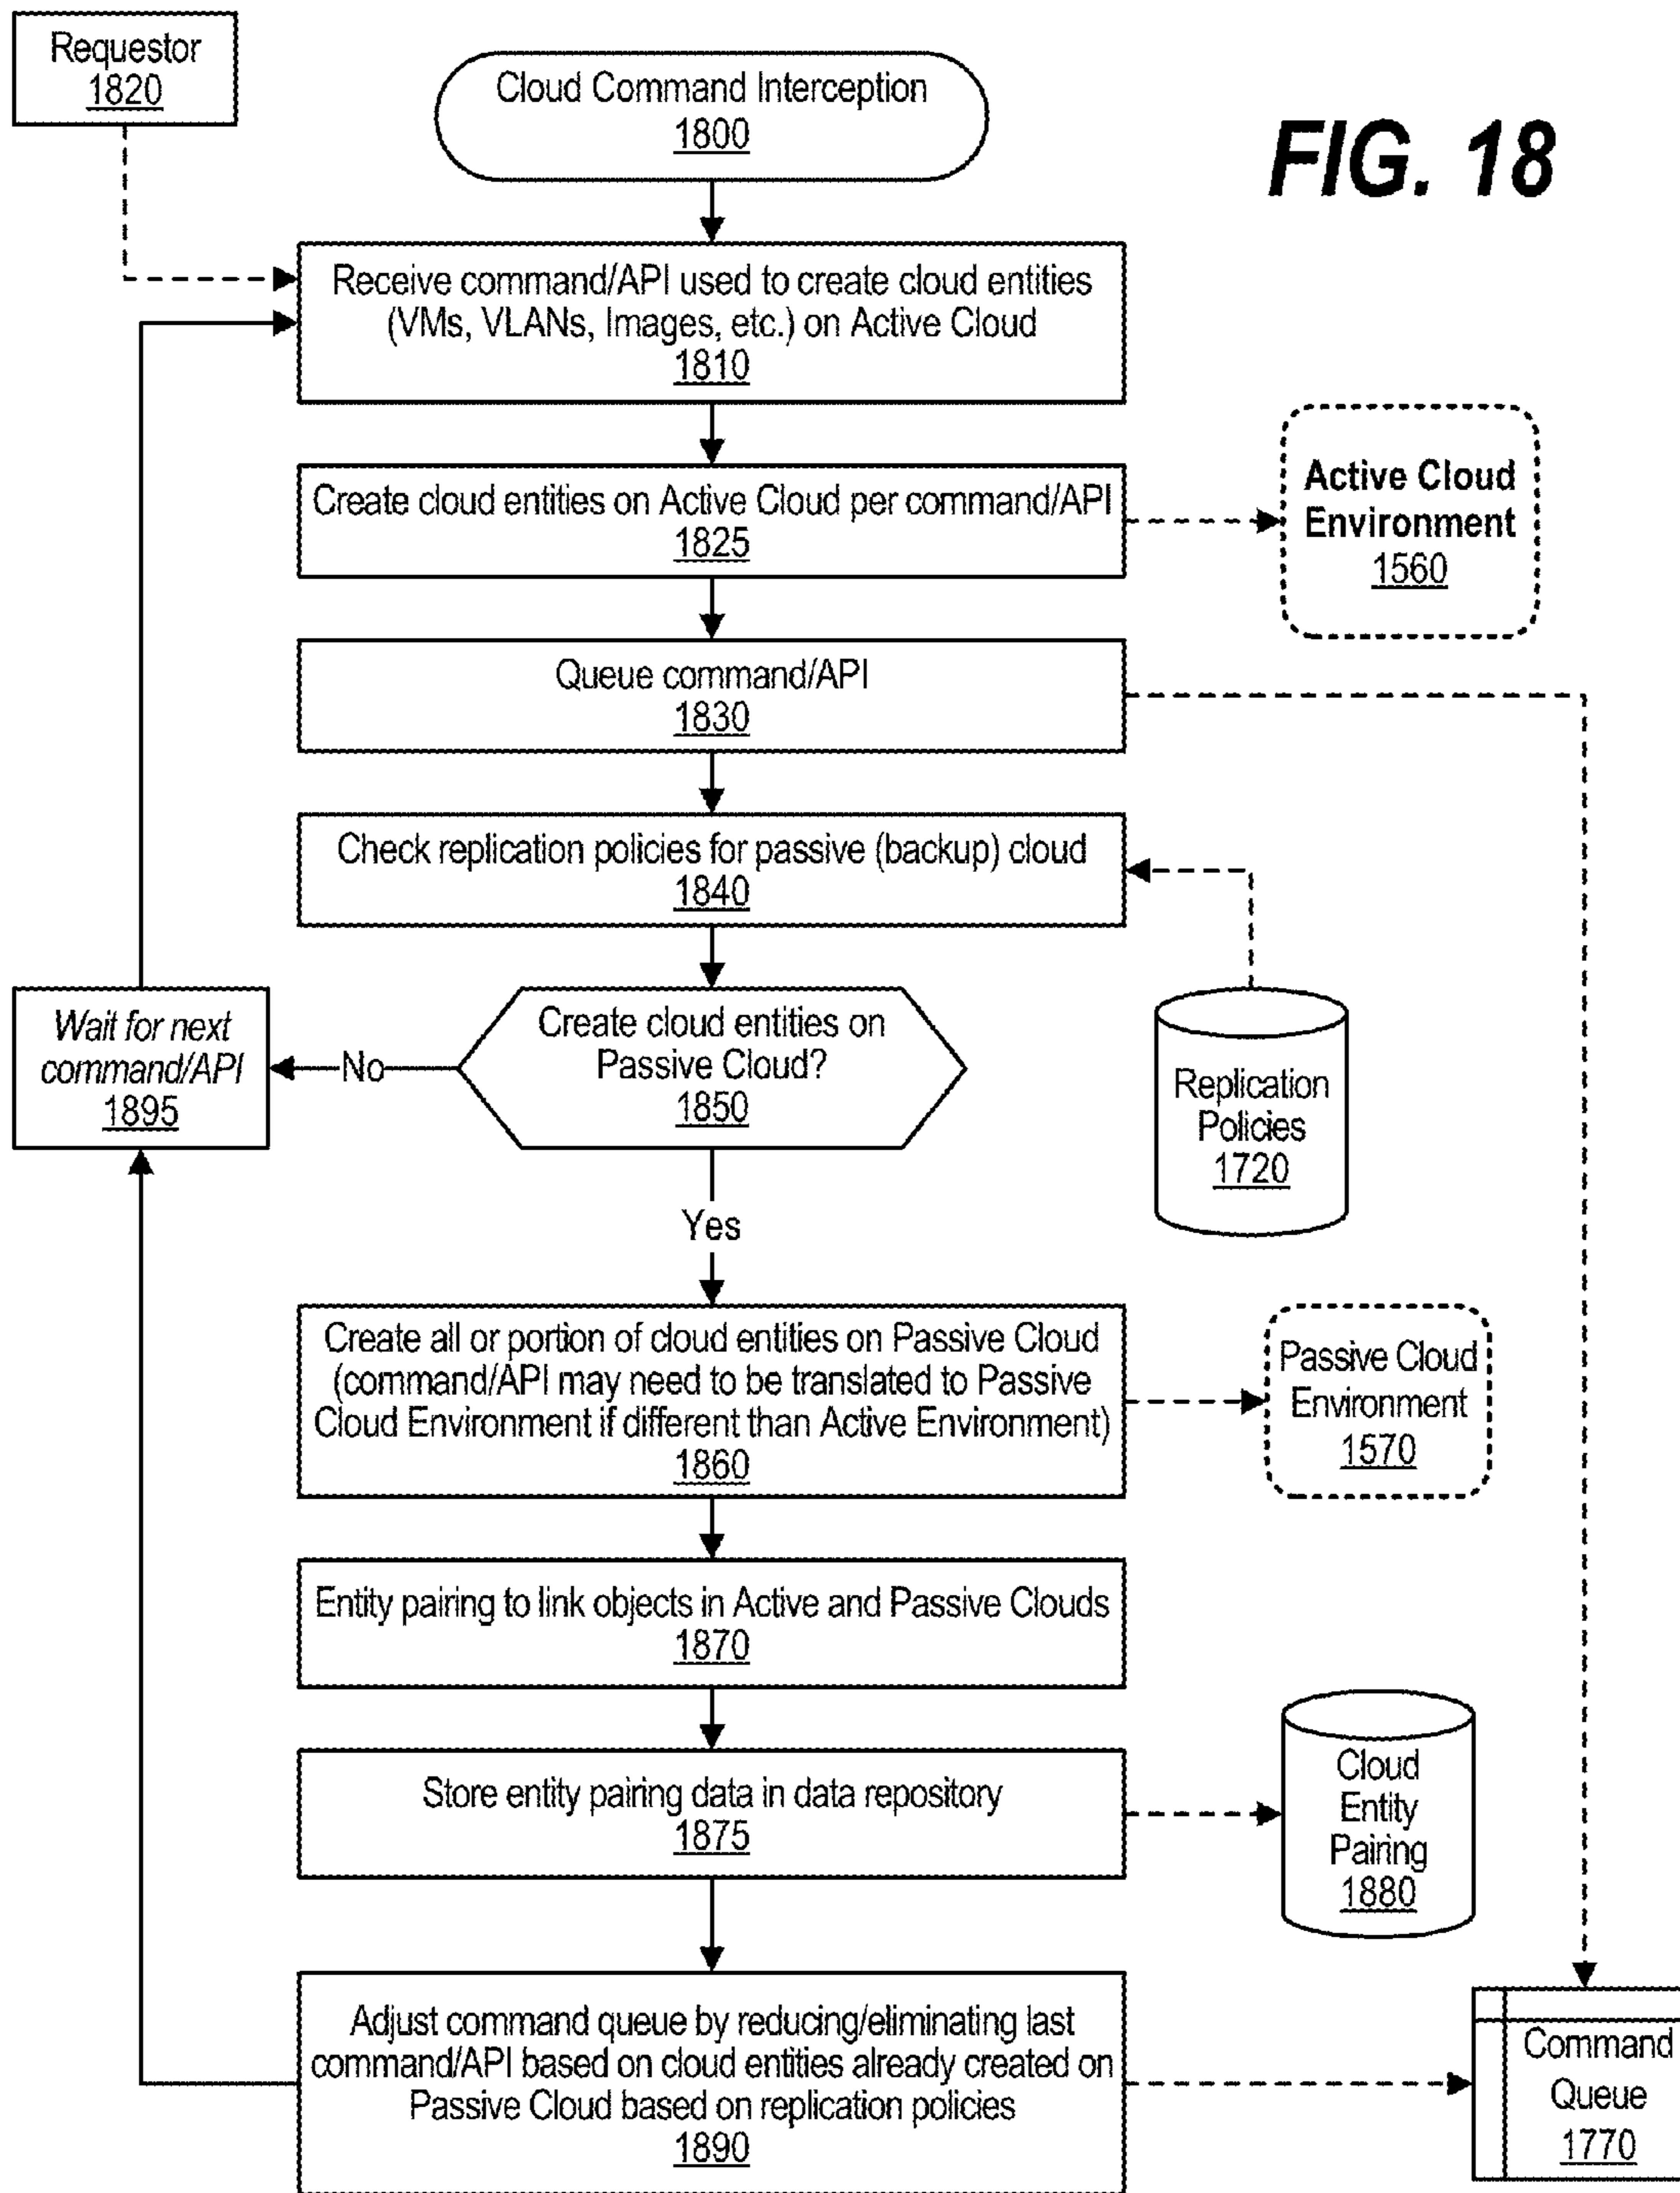 Requestor
1820
Cloud Command Interception
1800
FIG. 18
Receive command/API used to create cloud entities
(VMs, VLANs, Images, etc.) on Active Cloud
1810
Create cloud entities on Active Cloud per command/API
1825
Active Cloud
Environment
1560
Queue command/API
1830
Check replication policies for passive (backup) cloud
1840
Wait for next
command/API
1895
No
Create cloud entities on
Passive Cloud?
1850
Replication
Policies
1720
Yes
Create all or portion of cloud entities on Passive Cloud
(command/API may need to be translated to Passive
Cloud Environment if different than Active Environment)
1860
Passive Cloud
Environment
1570
Entity pairing to link objects in Active and Passive Clouds
1870
Store entity pairing data in data repository
1875
Cloud
Entity
Pairing
1880
Adjust command queue by reducing/eliminating last
command/API based on cloud entities already created on
Passive Cloud based on replication policies
1890
Command
Queue
1770